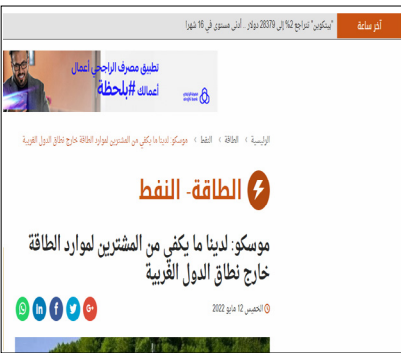 آخر ساعة
"بيتكوين" تتراجع 2% إلى 28379 دولار .. أدنى مستوى في 16 شهرا
تطبيق مصرف الراجحي أعمال
أعمالك #بلحظة
الرئيسية › الطاقة › النفط › موسكو: لدينا ما يكفي من المشترين لموارد الطاقة خارج نطاق الدول الغربية
الطاقة- النفط
موسكو: لدينا ما يكفي من المشترين لموارد الطاقة
خارج نطاق الدول الغربية
الخميس 12 مايو 2022